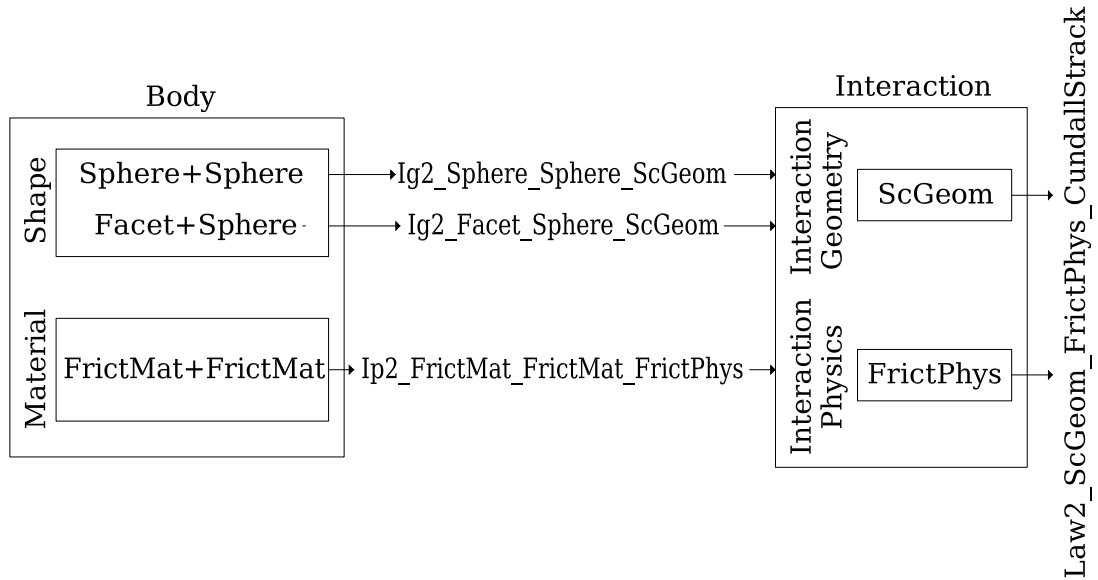 Body
Shape
Sphere+Sphere
Facet+Sphere
Material
FrictMat+FrictMat
Ig2_Sphere_Sphere_ScGeom
Ig2_Facet_Sphere_ScGeom
Ip2_FrictMat_FrictMat_FrictPhys
Interaction
Interaction
Geometry
ScGeom
Interaction
Physics
FrictPhys
Law2_ScGeom_FrictPhys_CundallStrack